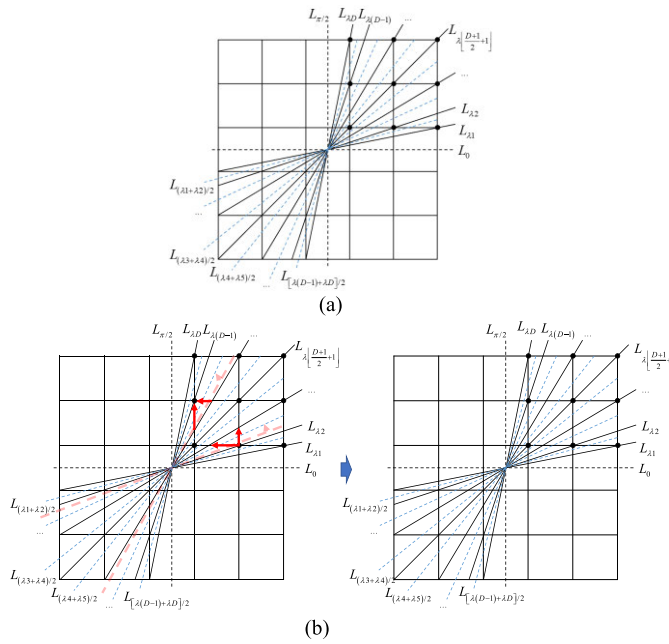 L_{π/2} L_{λD} L_{λ(D−1)} ...
L_{λ⌊(D+1)/2+1⌋}
...
L_{λ2}
L_{λ1}
L_0
L_{(λ1+λ2)/2}
...
L_{(λ3+λ4)/2}
L_{(λ4+λ5)/2} ... L_{[λ(D−1)+λD]/2}
(a)
L_{π/2} L_{λD} L_{λ(D−1)} ...
L_{λ⌊(D+1)/2+1⌋}
...
L_{λ2}
L_{λ1}
L_0
L_{(λ1+λ2)/2}
...
L_{(λ3+λ4)/2}
L_{(λ4+λ5)/2} ... L_{[λ(D−1)+λD]/2}
L_{π/2} L_{λD} L_{λ(D−1)} ...
L_{λ⌊(D+1)/2
...
L_{λ2}
L_{λ1}
L_0
L_{(λ1+λ2)/2}
...
L_{(λ3+λ4)/2}
L_{(λ4+λ5)/2} ... L_{[λ(D−1)+λD]/2}
(b)